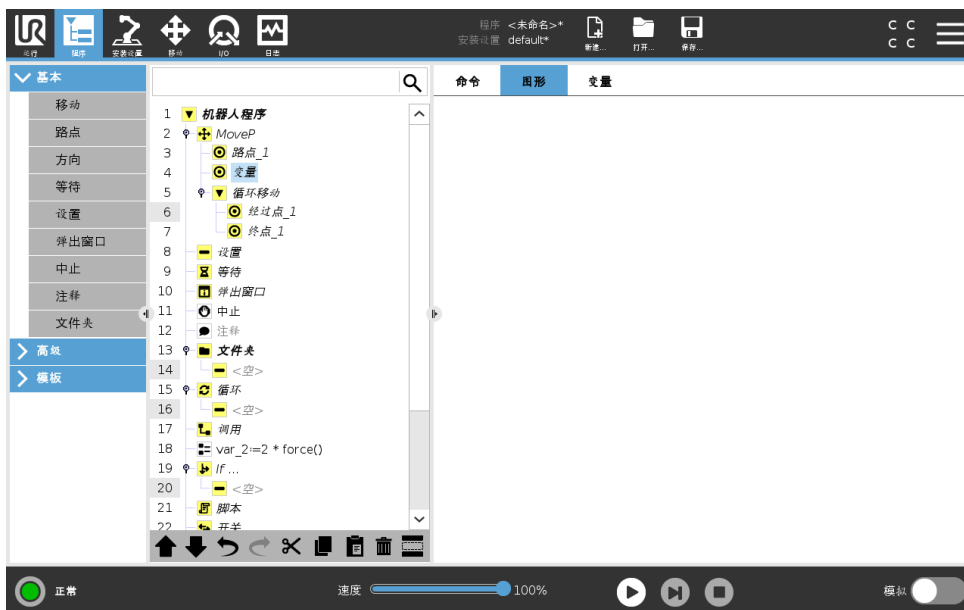 程序 <未命名>*
安装设置 default*
C C
C C
运行
程序
安装设置
移动
I/O
日志
新建...
打开...
保存...
基本
移动
路点
方向
等待
设置
弹出窗口
中止
注释
文件夹
高级
模板
命令
图形
变量
1 机器人程序
2 MoveP
3 路点_1
4 变量
5 循环移动
6 经过点_1
7 终点_1
8 设置
9 等待
10 弹出窗口
11 中止
12 注释
13 文件夹
14 <空>
15 循环
16 <空>
17 调用
18 var_2:=2 * force()
19 If ...
20 <空>
21 脚本
22 开关
正常
速度
100%
模拟